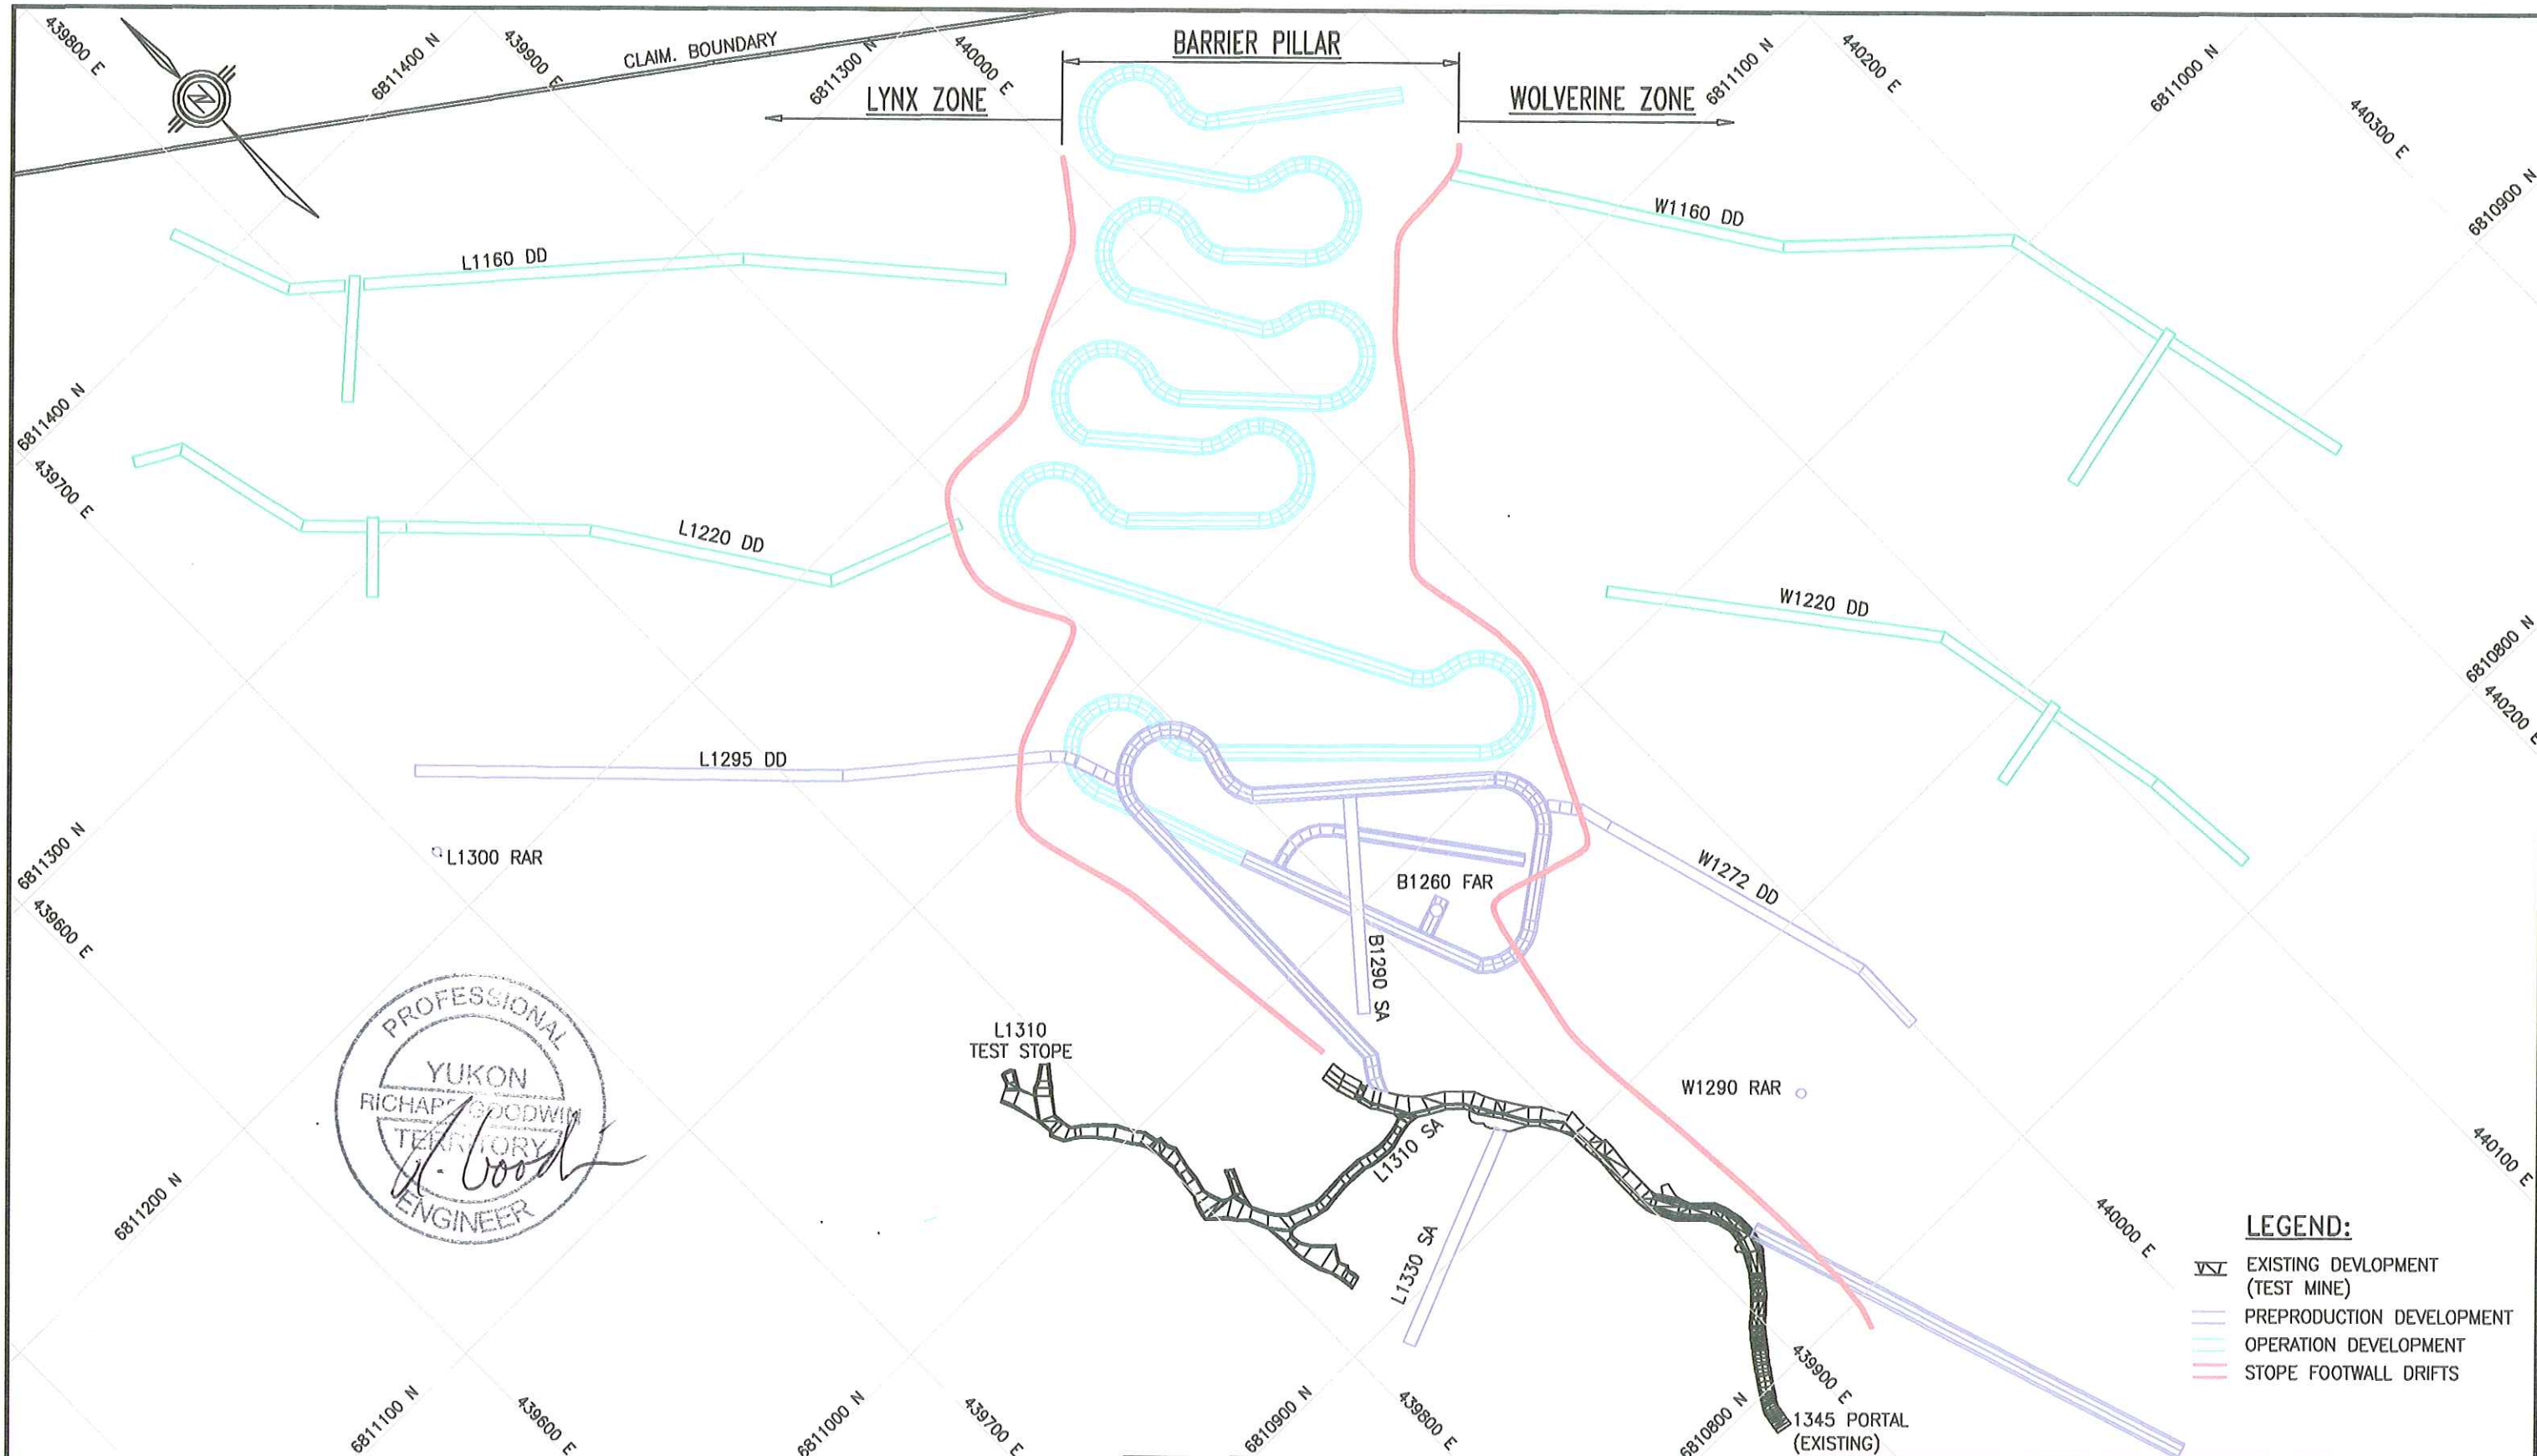 439800 E
6811400 N
439900 E
CLAIM. BOUNDARY
6811300 N
440000 E
BARRIER PILLAR
LYNX ZONE
WOLVERINE ZONE
6811100 N
440200 E
6811000 N
440300 E
6810900 N
N
L1160 DD
W1160 DD
6811400 N
439700 E
L1220 DD
W1220 DD
6810800 N
440200 E
L1295 DD
6811300 N
L1300 RAR
439600 E
B1260 FAR
W1272 DD
B1290 SA
PROFESSIONAL
YUKON
RICHARD GOODWIN
TERRITORY
ENGINEER
L1310
TEST STOPE
W1290 RAR
L1310 SA
440100 E
6811200 N
L1330 SA
440000 E
LEGEND:
EXISTING DEVLOPMENT
(TEST MINE)
PREPRODUCTION DEVELOPMENT
OPERATION DEVELOPMENT
STOPE FOOTWALL DRIFTS
439900 E
6811100 N
439600 E
6811000 N
439700 E
6810900 N
439800 E
6810800 N
1345 PORTAL
(EXISTING)